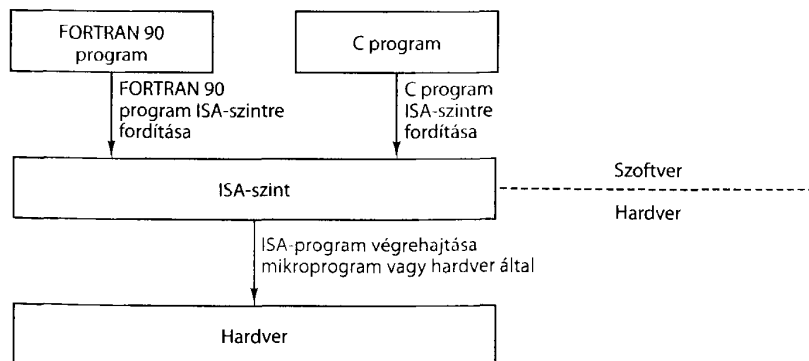 FORTRAN 90
program
C program
FORTRAN 90
program ISA-szintre
fordítása
C program
ISA-szintre
fordítása
ISA-szint
Szoftver
Hardver
ISA-program végrehajtása
mikroprogram vagy hardver által
Hardver